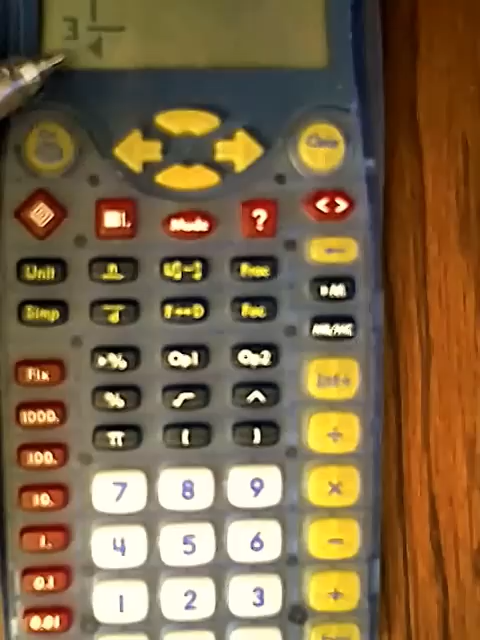 3 1
4
Clear
Mode ? < >
Unit n Frac
Simp d F↔D Fac
▸% Op1 Op2
Fix
% √ ^
1000.
π ( )
÷
100.
7 8 9 ×
10.
4 5 6 −
1.
0.1
1 2 3 +
0.01